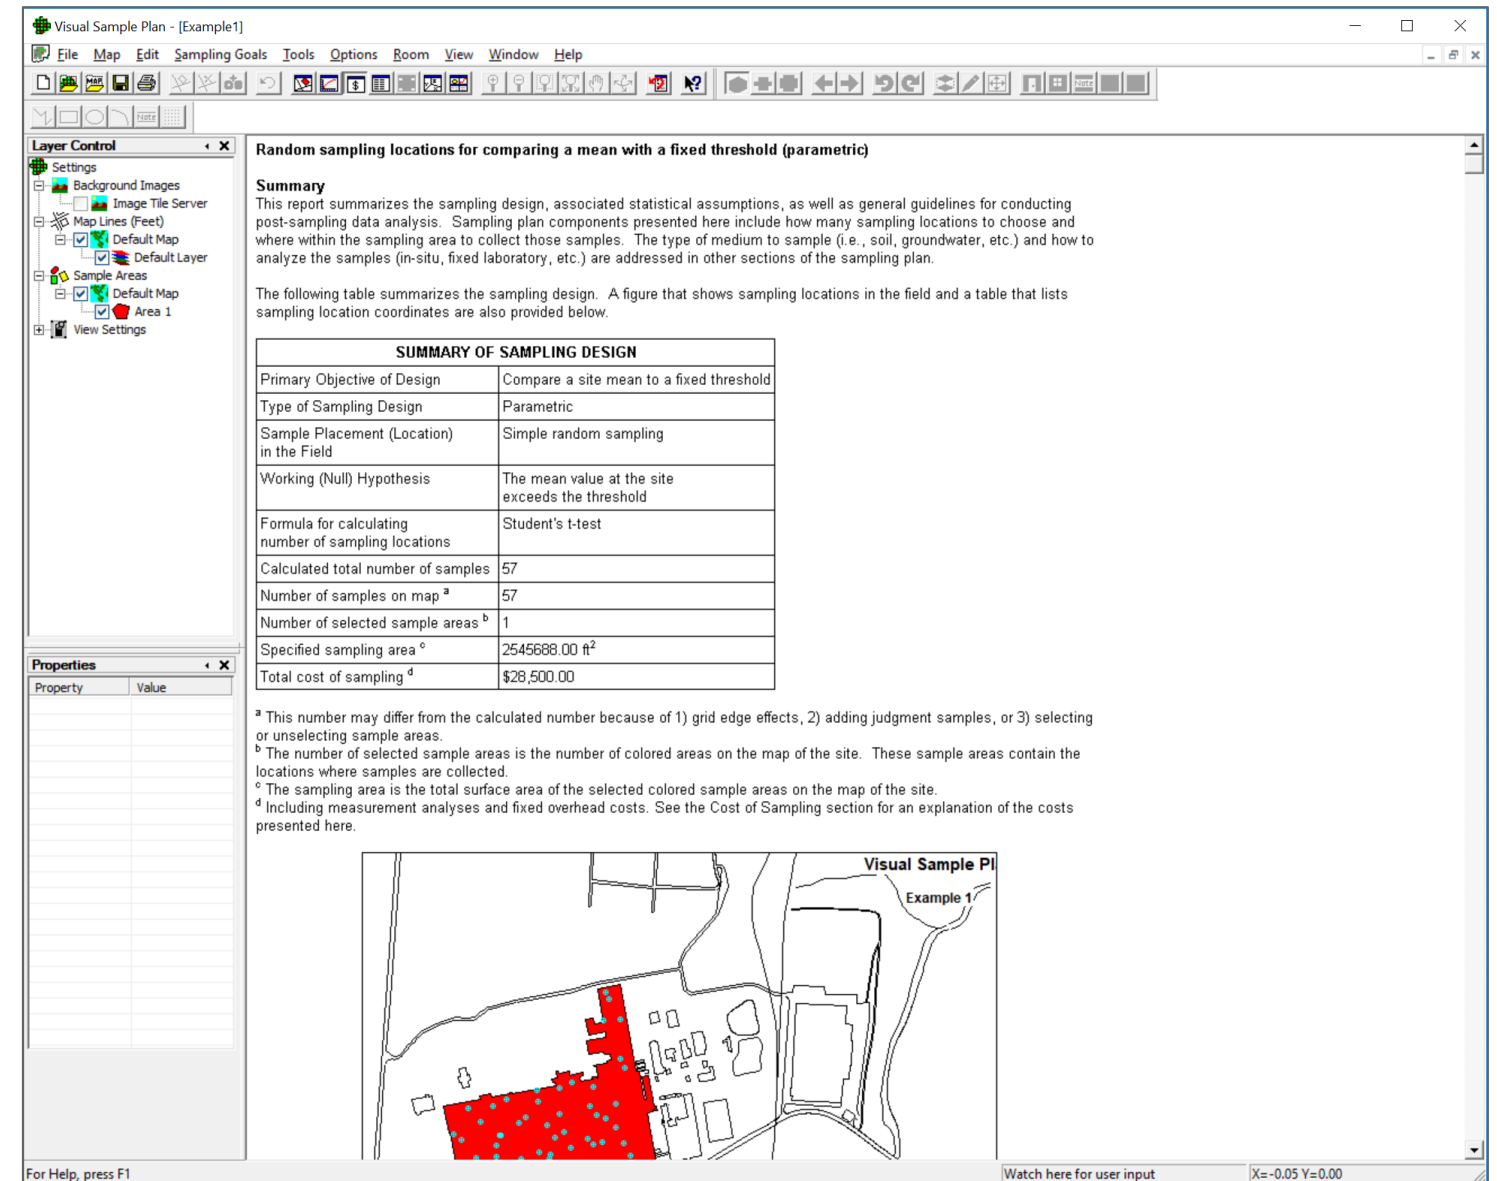 Visual Sample Plan - [Example1]
File Map Edit Sampling Goals Tools Options Room View Window Help
Note
Layer Control
Settings
Background Images
Image Tile Server
Map Lines (Feet)
Default Map
Default Layer
Sample Areas
Default Map
Area 1
View Settings
Properties
Property Value
Random sampling locations for comparing a mean with a fixed threshold (parametric)
Summary
This report summarizes the sampling design, associated statistical assumptions, as well as general guidelines for conducting
post-sampling data analysis. Sampling plan components presented here include how many sampling locations to choose and
where within the sampling area to collect those samples. The type of medium to sample (i.e., soil, groundwater, etc.) and how to
analyze the samples (in-situ, fixed laboratory, etc.) are addressed in other sections of the sampling plan.
The following table summarizes the sampling design. A figure that shows sampling locations in the field and a table that lists
sampling location coordinates are also provided below.
SUMMARY OF SAMPLING DESIGN
Primary Objective of Design Compare a site mean to a fixed threshold
Type of Sampling Design Parametric
Sample Placement (Location) Simple random sampling
in the Field
Working (Null) Hypothesis The mean value at the site
exceeds the threshold
Formula for calculating Student's t-test
number of sampling locations
Calculated total number of samples 57
Number of samples on map a 57
Number of selected sample areas b 1
Specified sampling area c 2545688.00 ft2
Total cost of sampling d $28,500.00
a This number may differ from the calculated number because of 1) grid edge effects, 2) adding judgment samples, or 3) selecting
or unselecting sample areas.
b The number of selected sample areas is the number of colored areas on the map of the site. These sample areas contain the
locations where samples are collected.
c The sampling area is the total surface area of the selected colored sample areas on the map of the site.
d Including measurement analyses and fixed overhead costs. See the Cost of Sampling section for an explanation of the costs
presented here.
Visual Sample Pl
Example 1
For Help, press F1
Watch here for user input
X=-0.05 Y=0.00